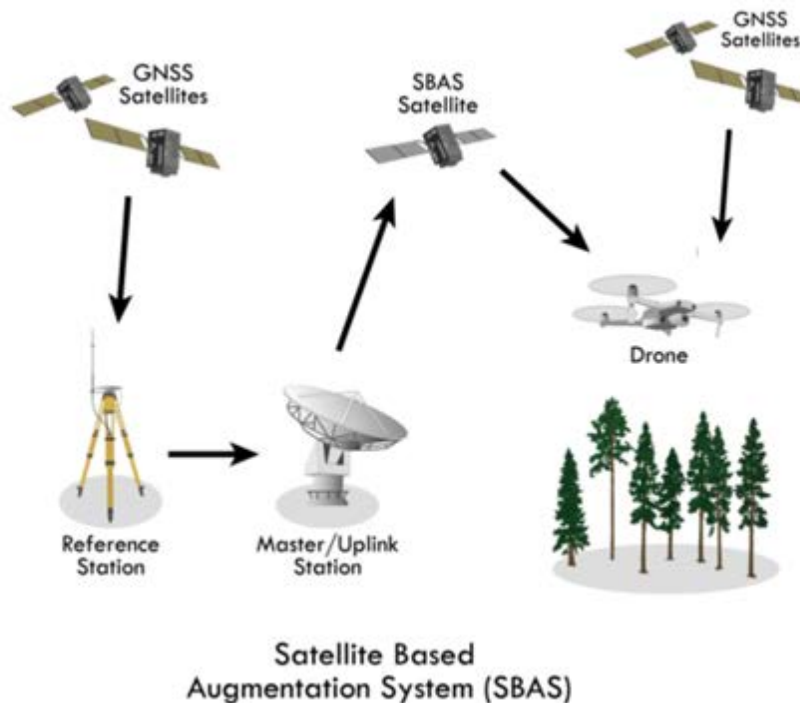 GNSS
Satellites
SBAS
Satellite
GNSS
Satellites
Drone
Reference
Station
Master/Uplink
Station
Satellite Based
Augmentation System (SBAS)